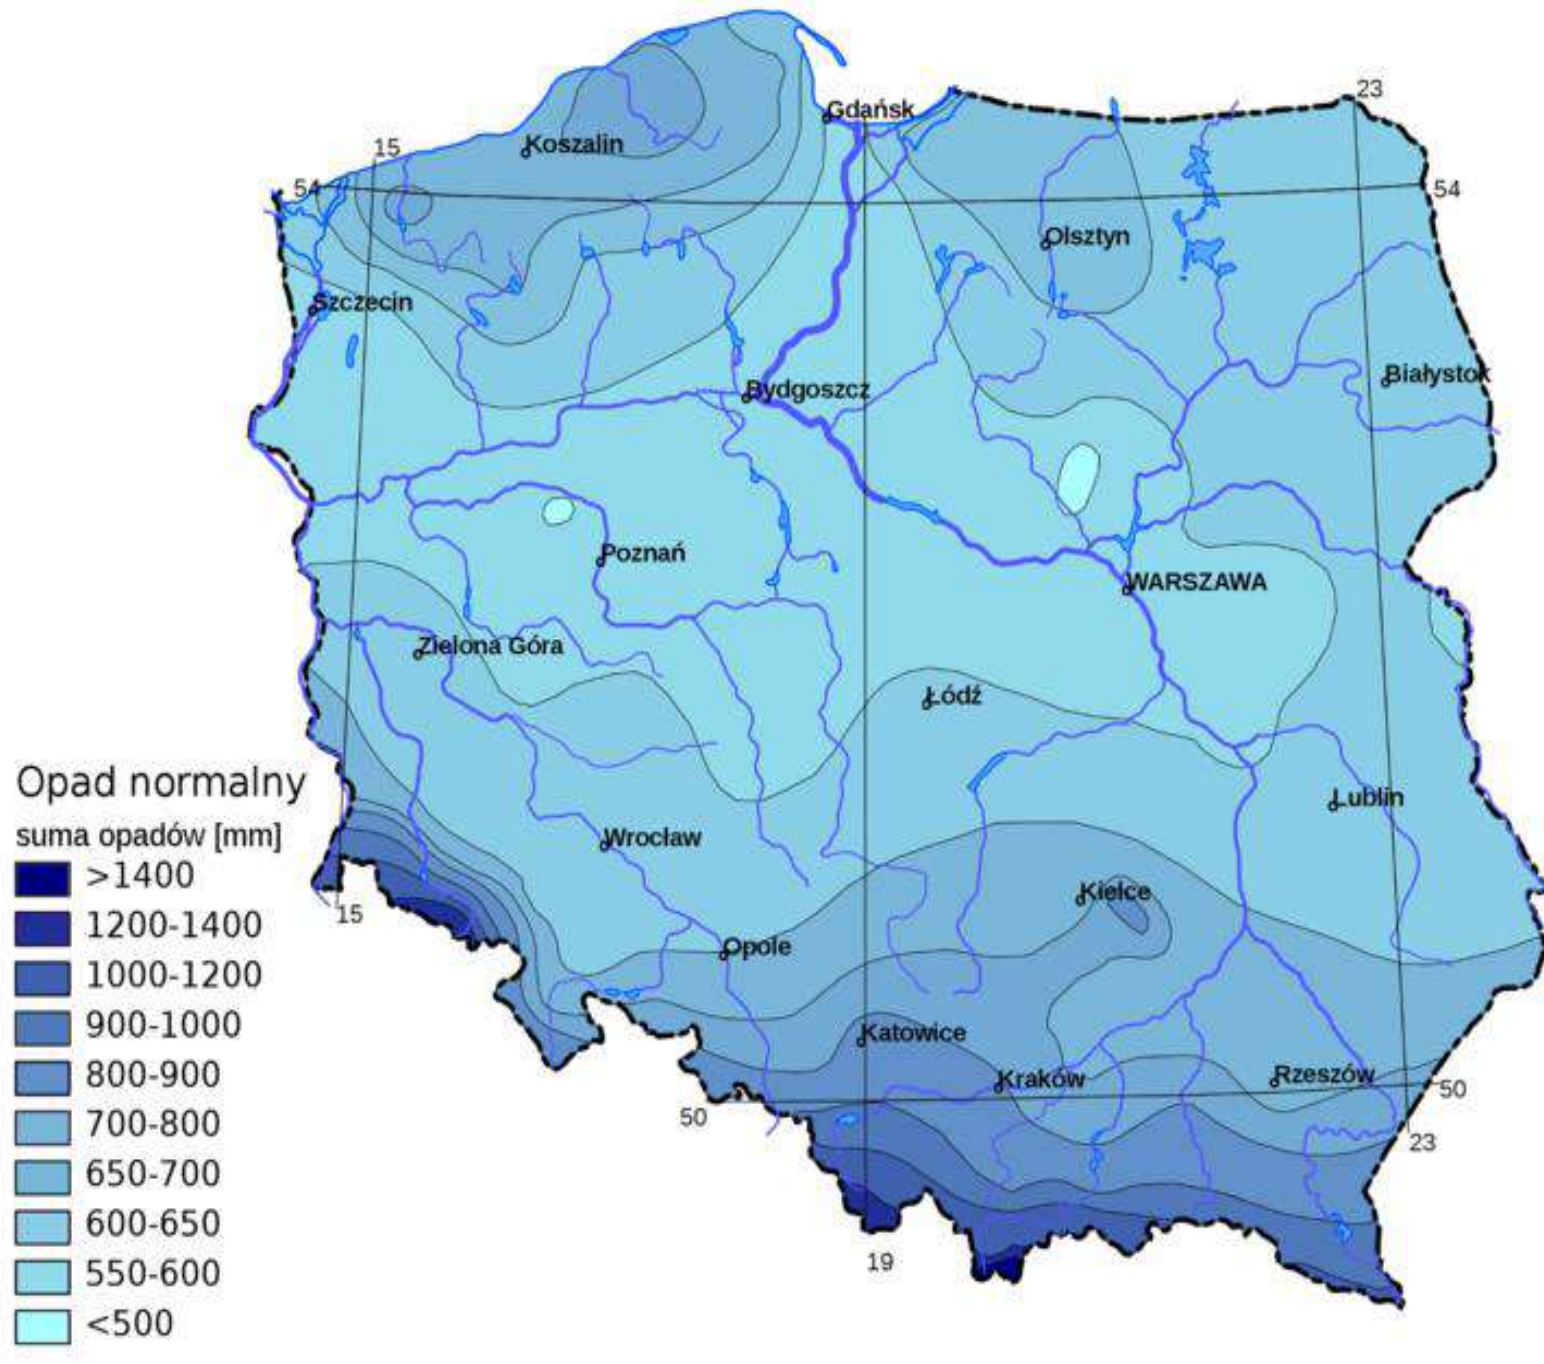 23
Gdańsk
15
Koszalin
54
54
Olsztyn
Szczecin
Białystok
Bydgoszcz
Poznań
WARSZAWA
Zielona Góra
Łódź
Opad normalny
suma opadów [mm]
>1400
1200-1400
1000-1200
900-1000
800-900
700-800
650-700
600-650
550-600
<500
Lublin
Wrocław
Kielce
15
Opole
Katowice
Kraków
Rzeszów
50
50
23
19